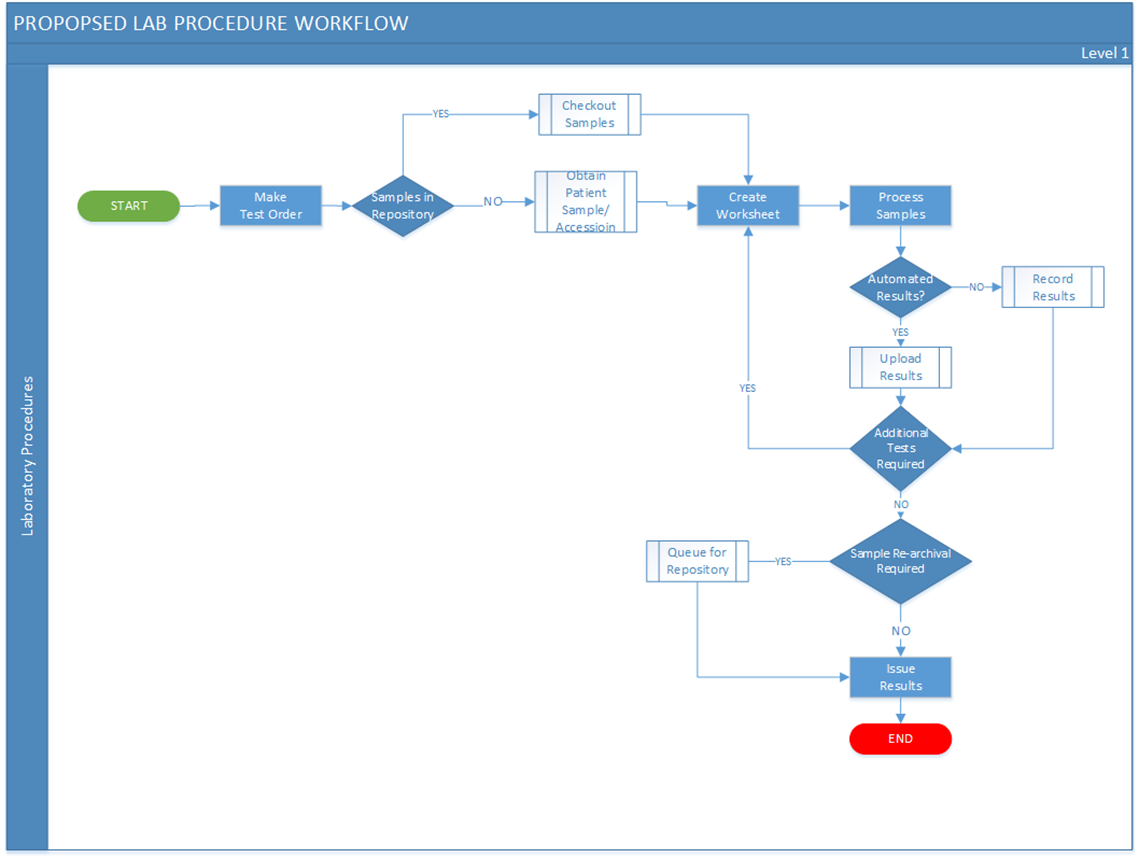 PROPOPSED LAB PROCEDURE WORKFLOW
Level 1
Laboratory Procedures
START
Make
Test Order
Samples in
Repository
YES
Checkout
Samples
NO
Obtain
Patient
Sample/
Accessioin
Create
Worksheet
Process
Samples
Automated
Results?
NO
Record
Results
YES
Upload
Results
Additional
Tests
Required
YES
NO
Sample Re-archival
Required
YES
Queue for
Repository
NO
Issue
Results
END